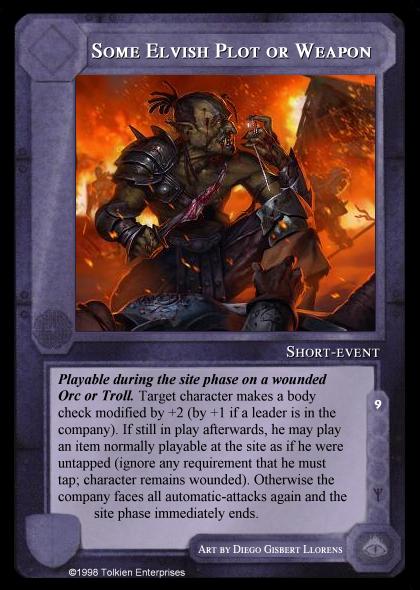 Some Elvish Plot or Weapon
Short-event
Playable during the site phase on a wounded
Orc or Troll. Target character makes a body
check modified by +2 (by +1 if a leader is in the
company). If still in play afterwards, he may play
an item normally playable at the site as if he were
untapped (ignore any requirement that he must
tap; character remains wounded). Otherwise the
company faces all automatic-attacks again and the
site phase immediately ends.
9
Art by Diego Gisbert Llorens
©1998 Tolkien Enterprises